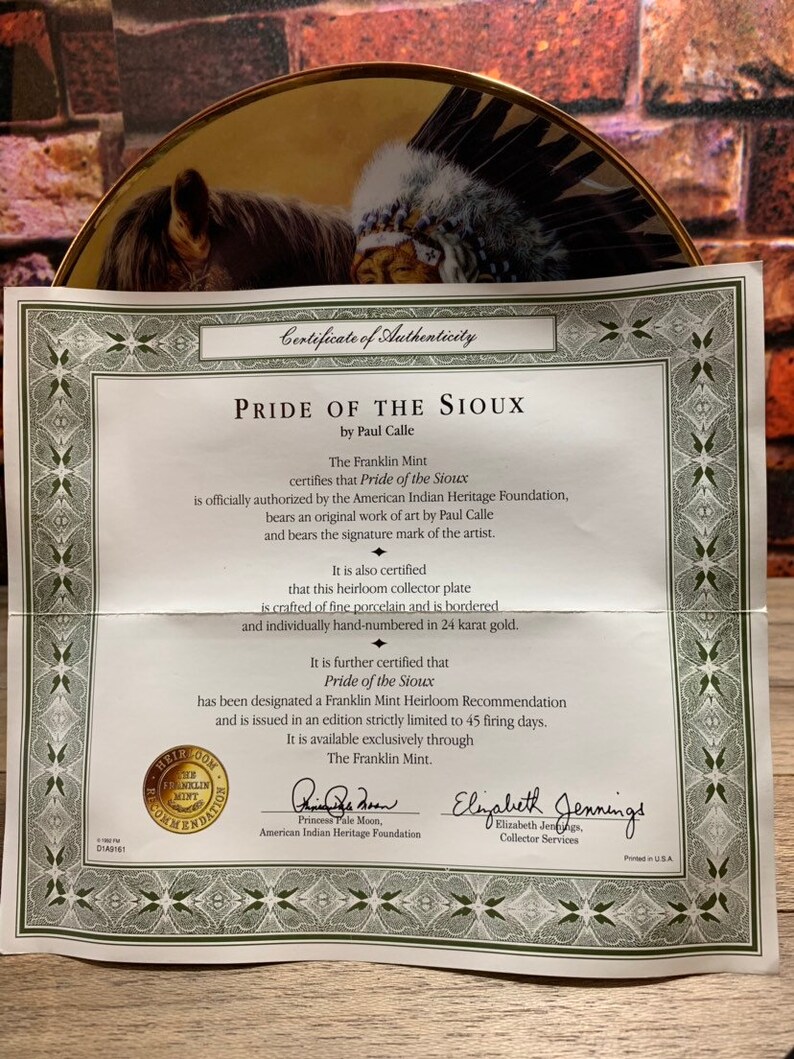 Certificate of Authenticity
PRIDE OF THE SIOUX
by Paul Calle
The Franklin Mint
certifies that Pride of the Sioux
is officially authorized by the American Indian Heritage Foundation,
bears an original work of art by Paul Calle
and bears the signature mark of the artist.
It is also certified
that this heirloom collector plate
is crafted of fine porcelain and is bordered
and individually hand-numbered in 24 karat gold.
It is further certified that
Pride of the Sioux
has been designated a Franklin Mint Heirloom Recommendation
and is issued in an edition strictly limited to 45 firing days.
It is available exclusively through
The Franklin Mint.
HEIRLOOM
THE
FRANKLIN
MINT
RECOMMENDATION
Princess Pale Moon
Princess Pale Moon,
American Indian Heritage Foundation
Elizabeth Jennings
Elizabeth Jennings,
Collector Services
© 1992 FM
D1A9161
Printed in U.S.A.